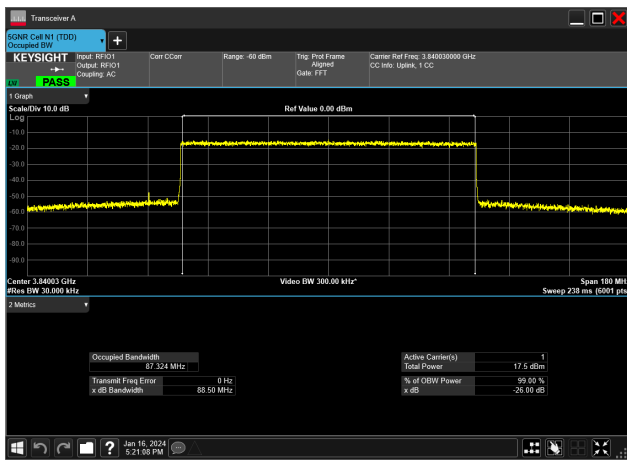 Transceiver A
5GNR Cell N1 (TDD)
Occupied BW
KEYSIGHT
LXI
PASS
Input: RFIO1
Output: RFIO1
Coupling: AC
Corr CCorr
Range: -60 dBm
Trig: Prot Frame
Aligned
Gate: FFT
Carrier Ref Freq: 3.840030000 GHz
CC Info: Uplink, 1 CC
1 Graph
Scale/Div 10.0 dB
Ref Value 0.00 dBm
Log
-10.0
-20.0
-30.0
-40.0
-50.0
-60.0
-70.0
-80.0
-90.0
Center 3.84003 GHz
Video BW 300.00 kHz*
Span 180 MHz
#Res BW 30.000 kHz
Sweep 238 ms (6001 pts
2 Metrics
Occupied Bandwidth
87.324 MHz
Transmit Freq Error 0 Hz
x dB Bandwidth 88.50 MHz
Active Carrier(s) 1
Total Power 17.5 dBm
% of OBW Power 99.00 %
x dB -26.00 dB
Jan 16, 2024
5:21:08 PM